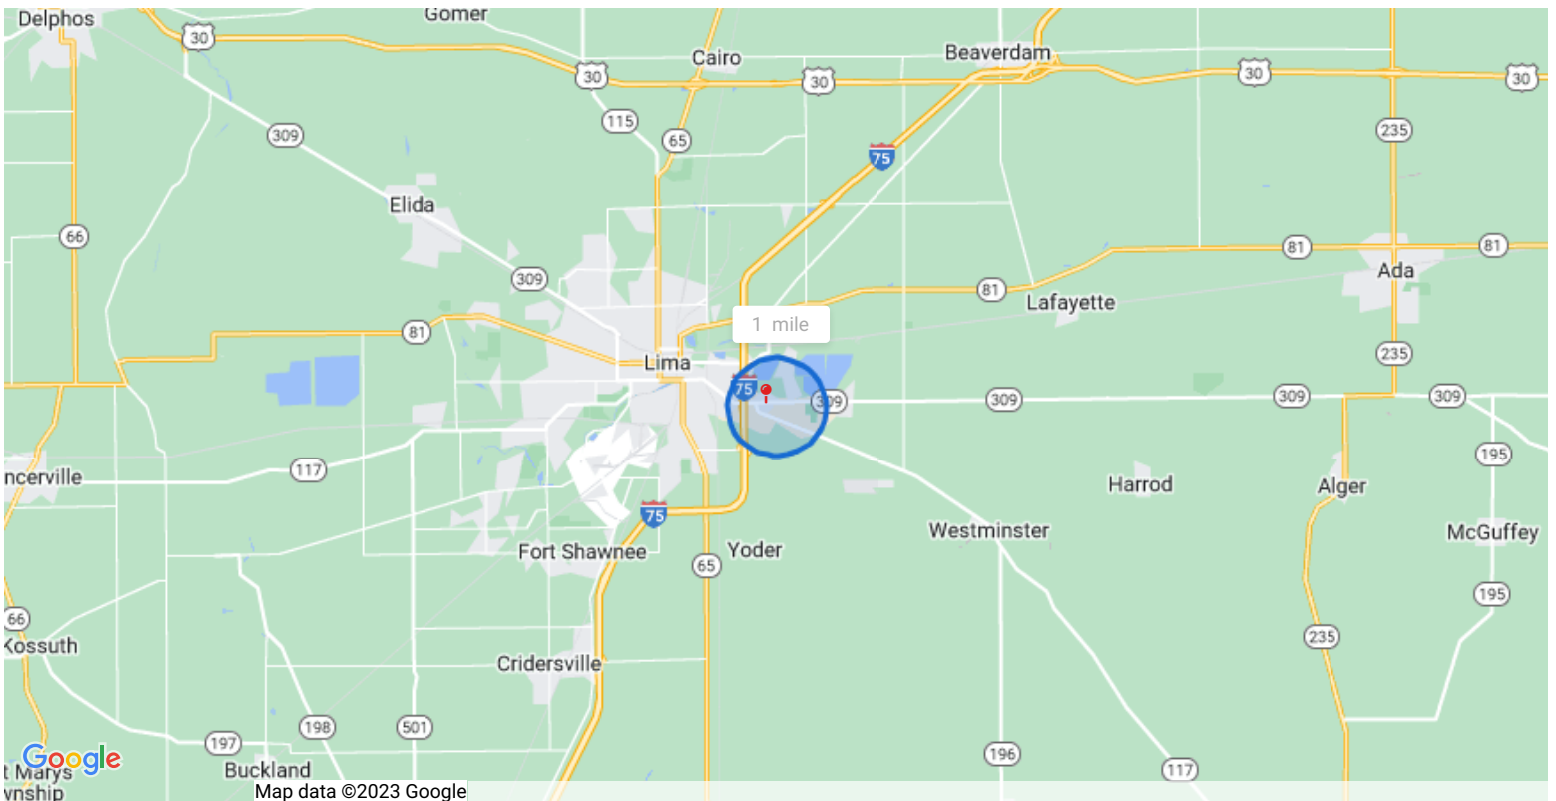 Delphos
Gomer
30
Cairo
Beaverdam
30
30
30
30
115
309
65
235
75
Elida
66
81
81
309
Ada
81
Lafayette
1 mile
81
Lima
235
75
309
309
309
309
117
ncerville
195
Harrod
Alger
75
Westminster
McGuffey
Fort Shawnee
Yoder
65
195
66
Kossuth
235
Cridersville
198
501
197
196
Google
t Marys
wnship
Buckland
117
Map data ©2023 Google